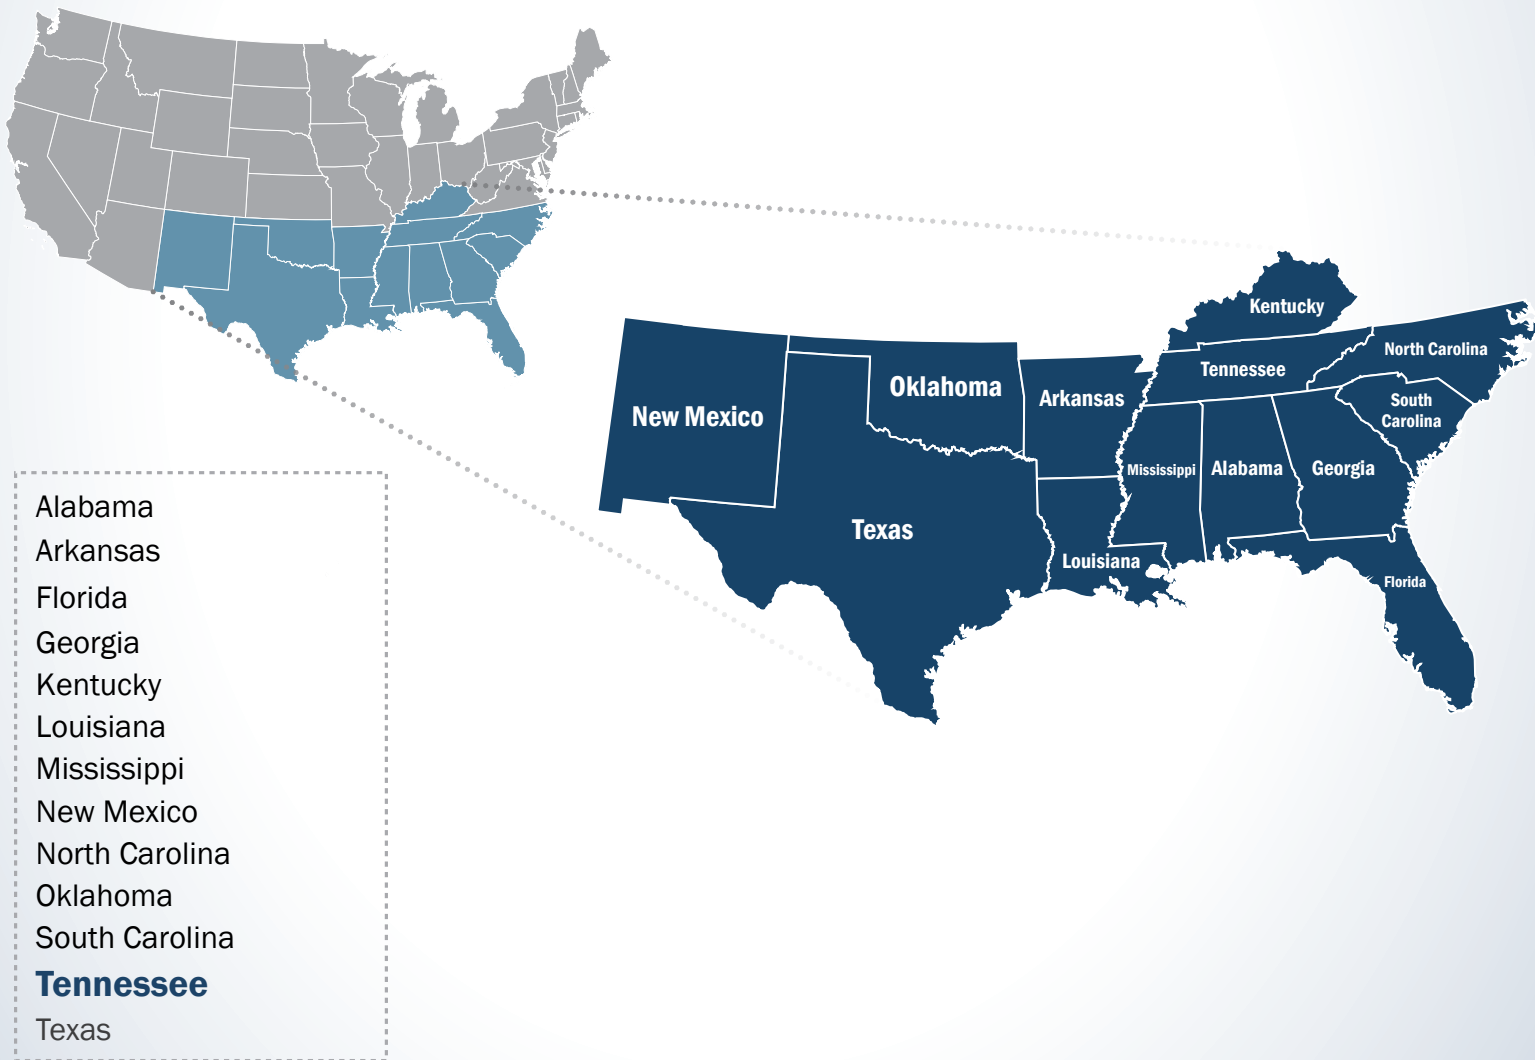 Kentucky
North Carolina
Tennessee
Oklahoma
Arkansas
South
Carolina
New Mexico
Mississippi
Alabama
Georgia
Texas
Louisiana
Florida
Alabama
Arkansas
Florida
Georgia
Kentucky
Louisiana
Mississippi
New Mexico
North Carolina
Oklahoma
South Carolina
Tennessee
Texas